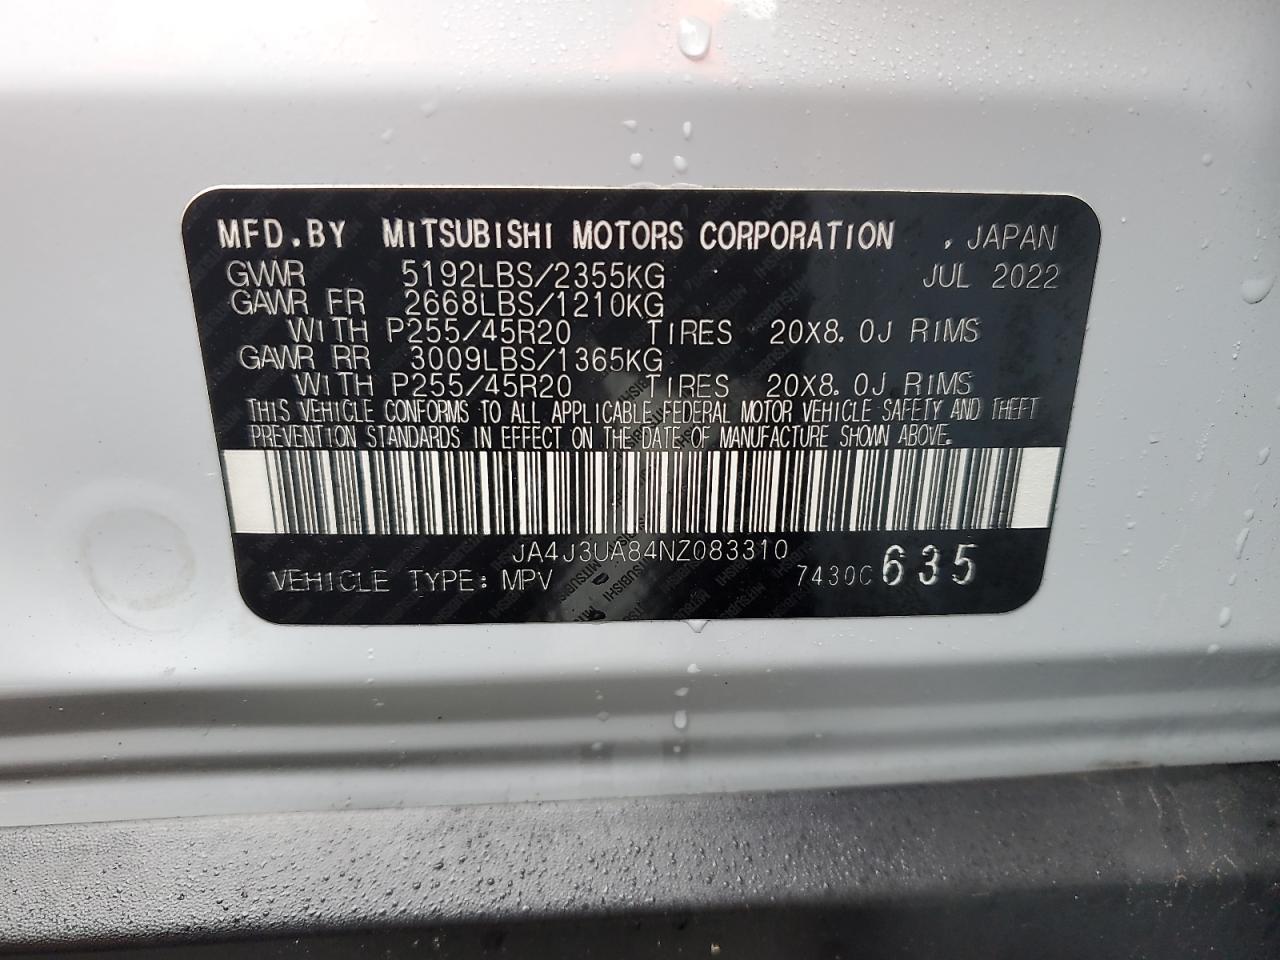 MFD.BY MITSUBISHI MOTORS CORPORATION , JAPAN
GVWR 5192LBS/2355KG JUL 2022
GAWR FR 2668LBS/1210KG
WITH P255/45R20 TIRES 20X8.0J RIMS
GAWR RR 3009LBS/1365KG
WITH P255/45R20 TIRES 20X8.0J RIMS
THIS VEHICLE CONFORMS TO ALL APPLICABLE FEDERAL MOTOR VEHICLE SAFETY AND THEFT
PREVENTION STANDARDS IN EFFECT ON THE DATE OF MANUFACTURE SHOWN ABOVE.
JA4J3UA84NZ083310
VEHICLE TYPE: MPV 7430C 635